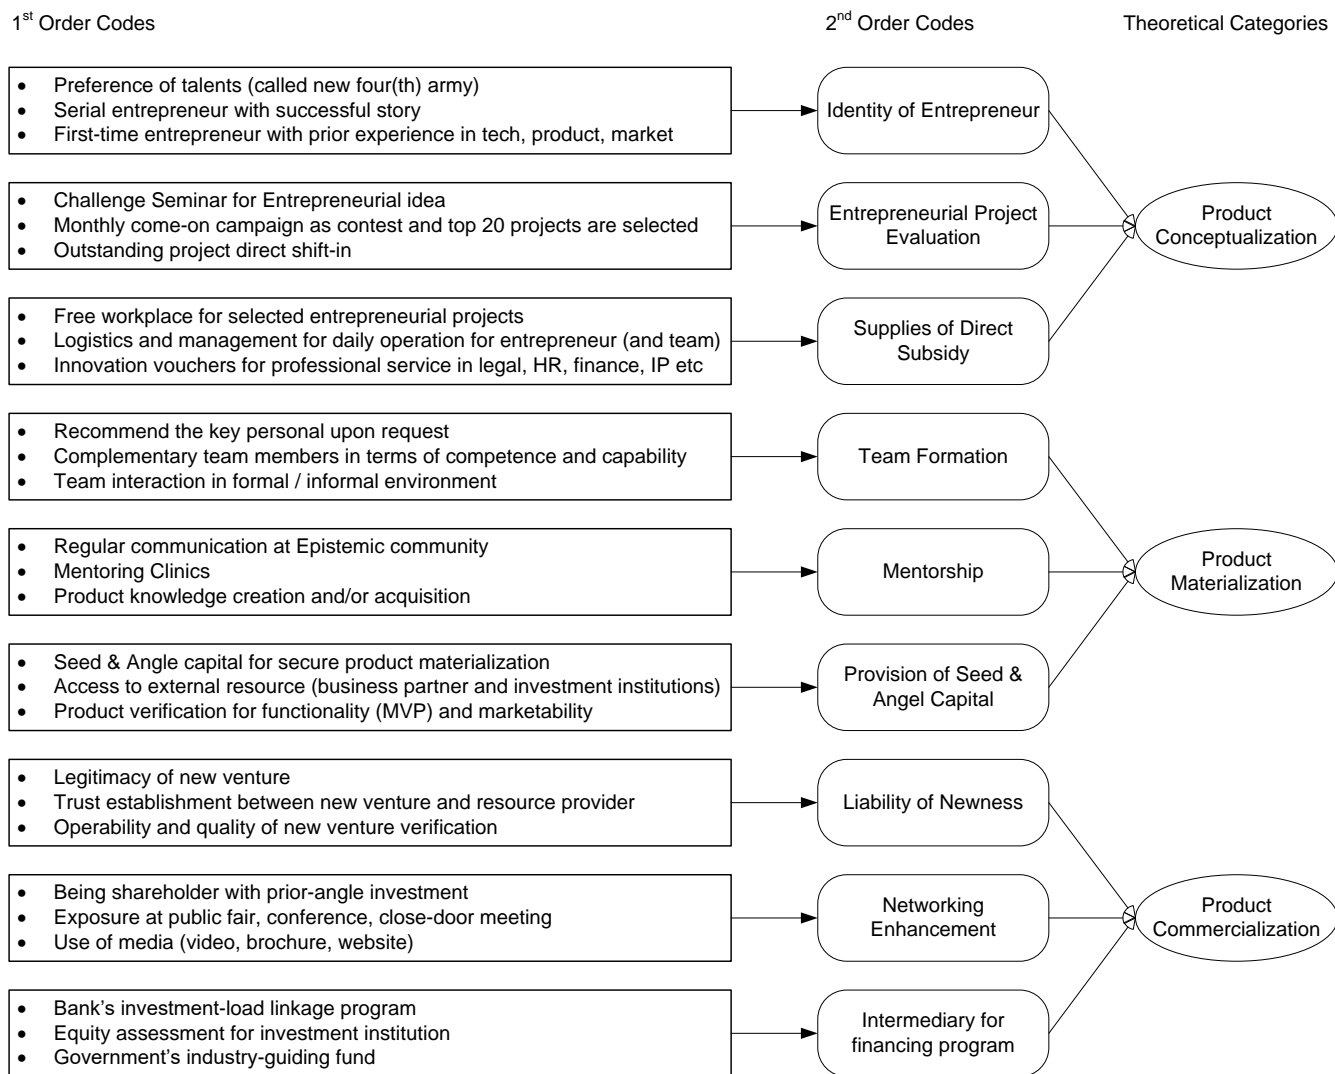 1st Order Codes
2nd Order Codes
Theoretical Categories
• Preference of talents (called new four(th) army)
• Serial entrepreneur with successful story
• First-time entrepreneur with prior experience in tech, product, market
Identity of Entrepreneur
• Challenge Seminar for Entrepreneurial idea
• Monthly come-on campaign as contest and top 20 projects are selected
• Outstanding project direct shift-in
Entrepreneurial Project
Evaluation
Product
Conceptualization
• Free workplace for selected entrepreneurial projects
• Logistics and management for daily operation for entrepreneur (and team)
• Innovation vouchers for professional service in legal, HR, finance, IP etc
Supplies of Direct
Subsidy
• Recommend the key personal upon request
• Complementary team members in terms of competence and capability
• Team interaction in formal / informal environment
Team Formation
• Regular communication at Epistemic community
• Mentoring Clinics
• Product knowledge creation and/or acquisition
Mentorship
Product
Materialization
• Seed & Angle capital for secure product materialization
• Access to external resource (business partner and investment institutions)
• Product verification for functionality (MVP) and marketability
Provision of Seed &
Angel Capital
• Legitimacy of new venture
• Trust establishment between new venture and resource provider
• Operability and quality of new venture verification
Liability of Newness
• Being shareholder with prior-angle investment
• Exposure at public fair, conference, close-door meeting
• Use of media (video, brochure, website)
Networking
Enhancement
Product
Commercialization
• Bank's investment-load linkage program
• Equity assessment for investment institution
• Government's industry-guiding fund
Intermediary for
financing program